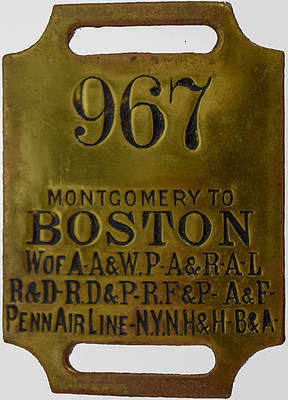 967
MONTGOMERY TO
BOSTON
W OF A-A&W.P-A&R-A-L
R&D-R.D&P-R.F&P- A&F-
PENN AIR LINE-N.Y.N.H&H-B&A-